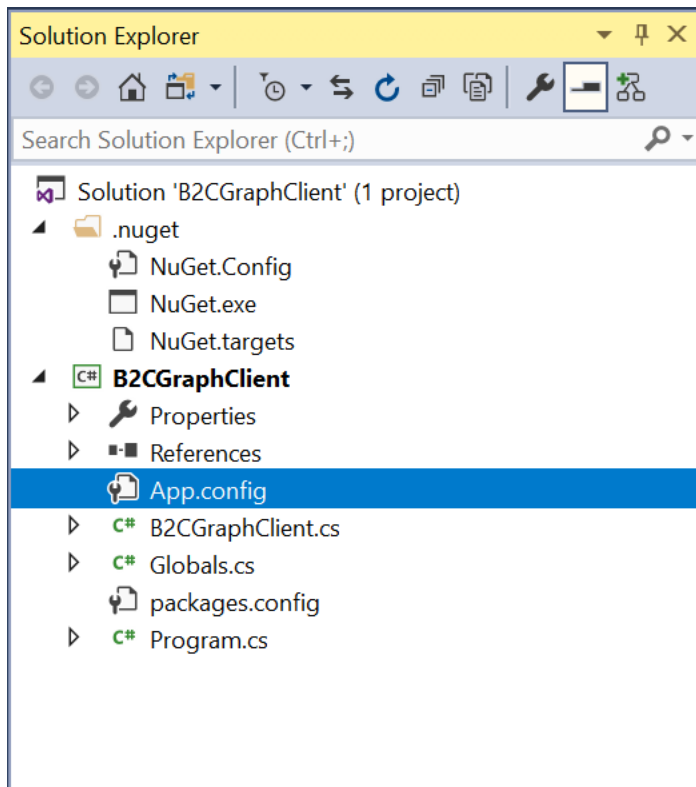 Solution Explorer
Search Solution Explorer (Ctrl+;)
Solution 'B2CGraphClient' (1 project)
.nuget
NuGet.Config
NuGet.exe
NuGet.targets
C# B2CGraphClient
Properties
References
App.config
C# B2CGraphClient.cs
C# Globals.cs
packages.config
C# Program.cs